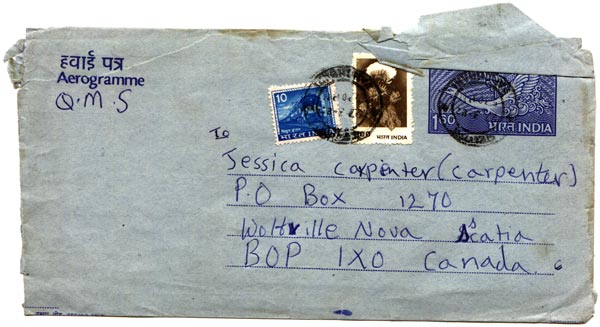 हवाई पत्र
Aerogramme
Q.M.S
10
भारत INDIA
भारत INDIA
1.60
भारत INDIA
To
Jessica Carpenter (Carpenter)
P.O Box 1270
Wolfville Nova Scatia
BOP 1X0 Canada